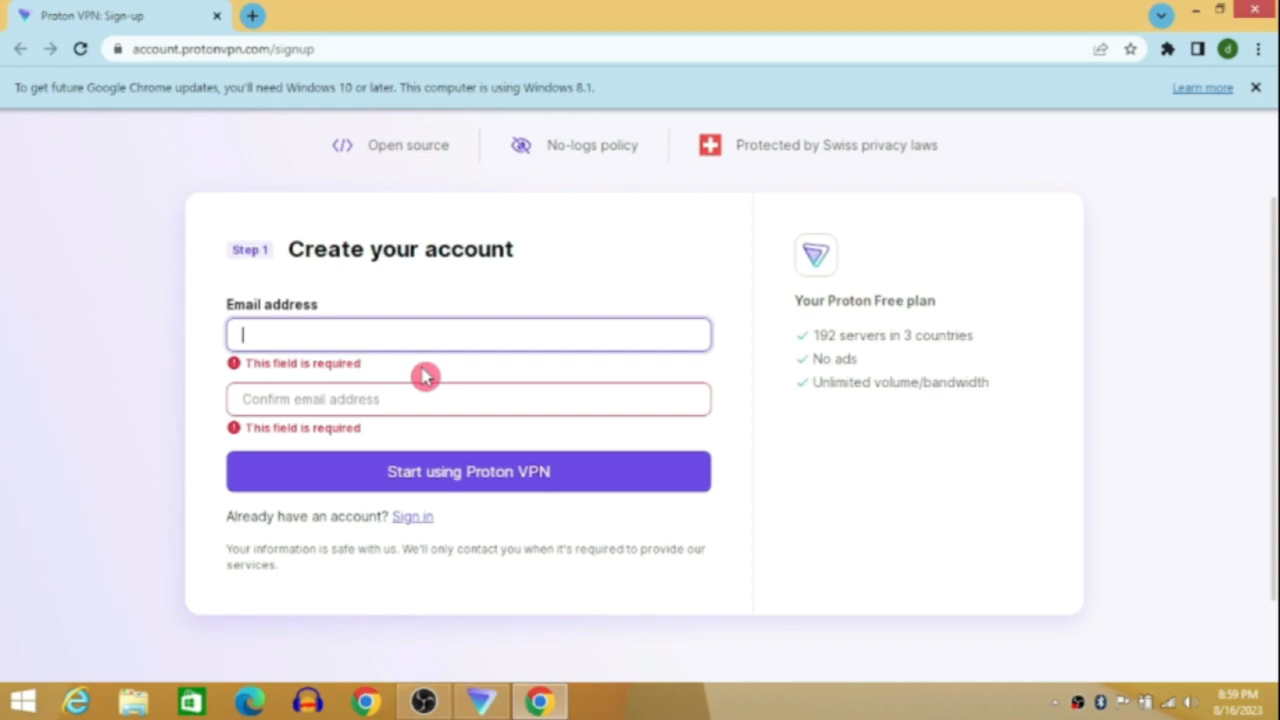 Proton VPN: Sign-up
account.protonvpn.com/signup
d
To get future Google Chrome updates, you'll need Windows 10 or later. This computer is using Windows 8.1.
Learn more
Open source
No-logs policy
Protected by Swiss privacy laws
Step 1
Create your account
Email address
This field is required
Confirm email address
This field is required
Start using Proton VPN
Already have an account? Sign in
Your information is safe with us. We'll only contact you when it's required to provide our
services.
Your Proton Free plan
192 servers in 3 countries
No ads
Unlimited volume/bandwidth
8:59 PM
8/16/2023